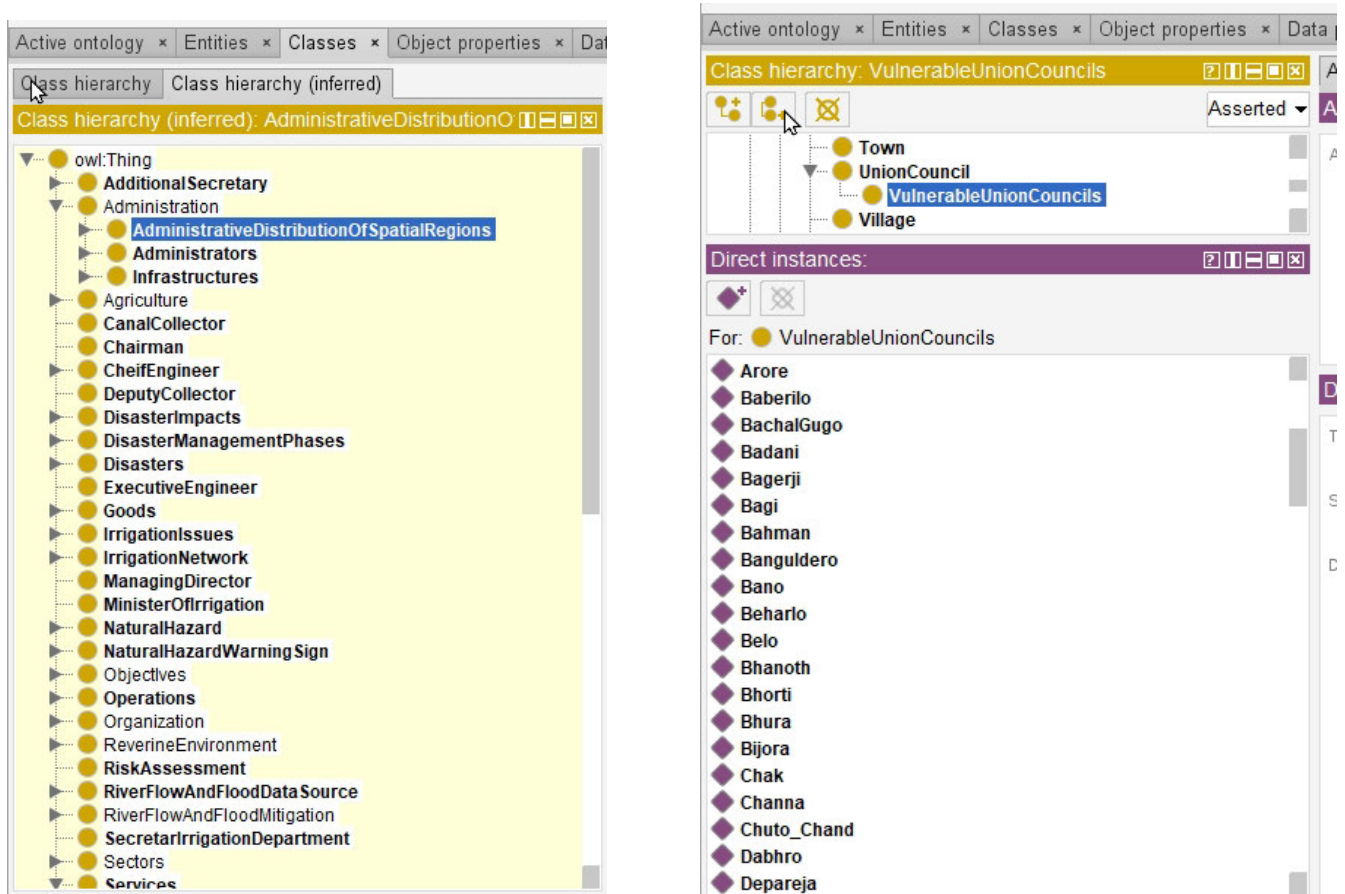 Active ontology × Entities × Classes × Object properties × Dat
Class hierarchy Class hierarchy (inferred)
Class hierarchy (inferred): AdministrativeDistributionO
owl:Thing
AdditionalSecretary
Administration
AdministrativeDistributionOfSpatialRegions
Administrators
Infrastructures
Agriculture
CanalCollector
Chairman
CheifEngineer
DeputyCollector
DisasterImpacts
DisasterManagementPhases
Disasters
ExecutiveEngineer
Goods
IrrigationIssues
IrrigationNetwork
ManagingDirector
MinisterOfIrrigation
NaturalHazard
NaturalHazardWarningSign
Objectlves
Operations
Organization
ReverineEnvironment
RiskAssessment
RiverFlowAndFloodDataSource
RiverFlowAndFloodMitigation
SecretarIrrigationDepartment
Sectors
Services
Active ontology × Entities × Classes × Object properties × Data p
Class hierarchy: VulnerableUnionCouncils
Asserted
Town
UnionCouncil
VulnerableUnionCouncils
Village
Direct instances:
For: VulnerableUnionCouncils
Arore
Baberilo
BachalGugo
Badani
Bagerji
Bagi
Bahman
Banguldero
Bano
Beharlo
Belo
Bhanoth
Bhorti
Bhura
Bijora
Chak
Channa
Chuto_Chand
Dabhro
Depareja